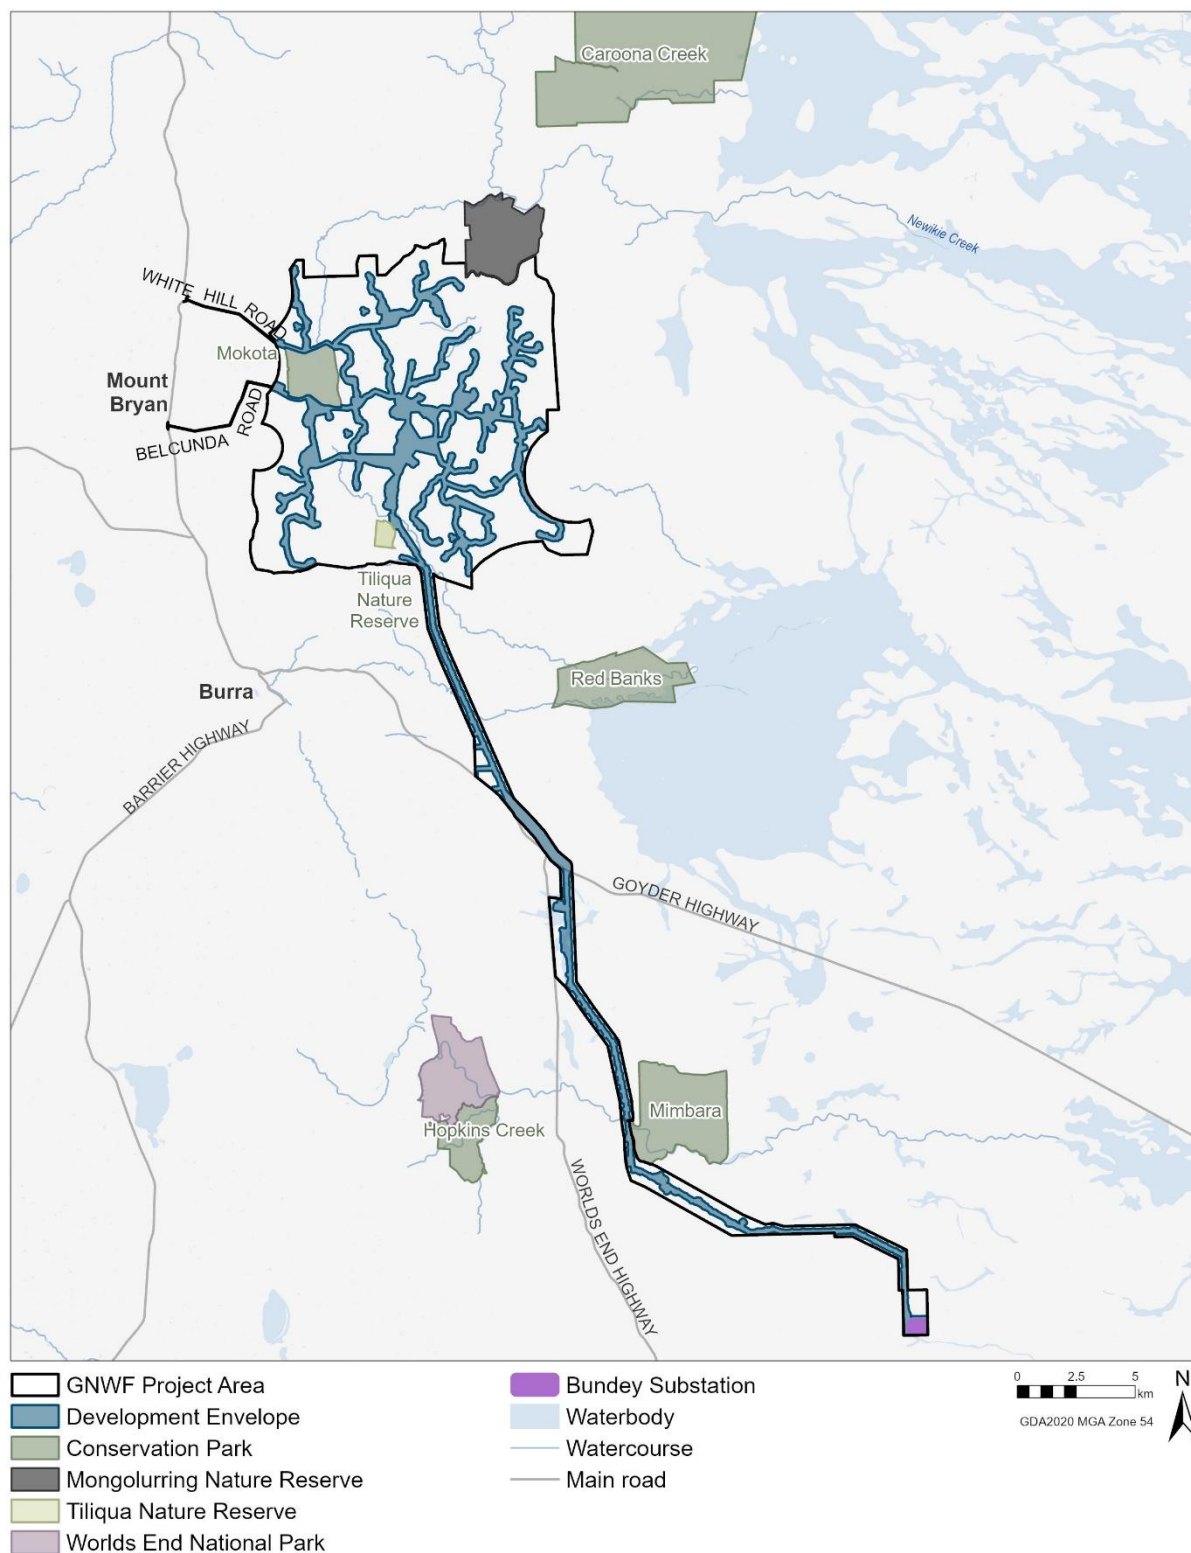 Caroona Creek
Newikie Creek
WHITE HILL ROAD
Mokota
Mount
Bryan
BELCUNDA ROAD
Tiliqua
Nature
Reserve
Red Banks
Burra
BARRIER HIGHWAY
GOYDER HIGHWAY
Mimbara
Hopkins Creek
WORLDS END HIGHWAY
GNWF Project Area
Development Envelope
Conservation Park
Mongolurring Nature Reserve
Tiliqua Nature Reserve
Worlds End National Park
Bundey Substation
Waterbody
Watercourse
Main road
0 2.5 5
km
GDA2020 MGA Zone 54
N